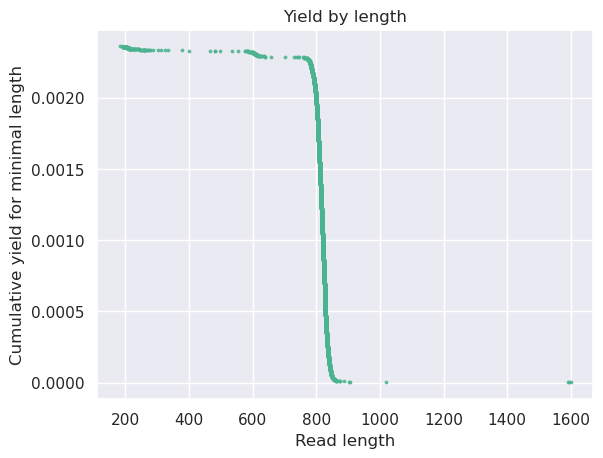 Yield by length
Cumulative yield for minimal length
0.0020
0.0015
0.0010
0.0005
0.0000
200 400 600 800 1000 1200 1400 1600
Read length